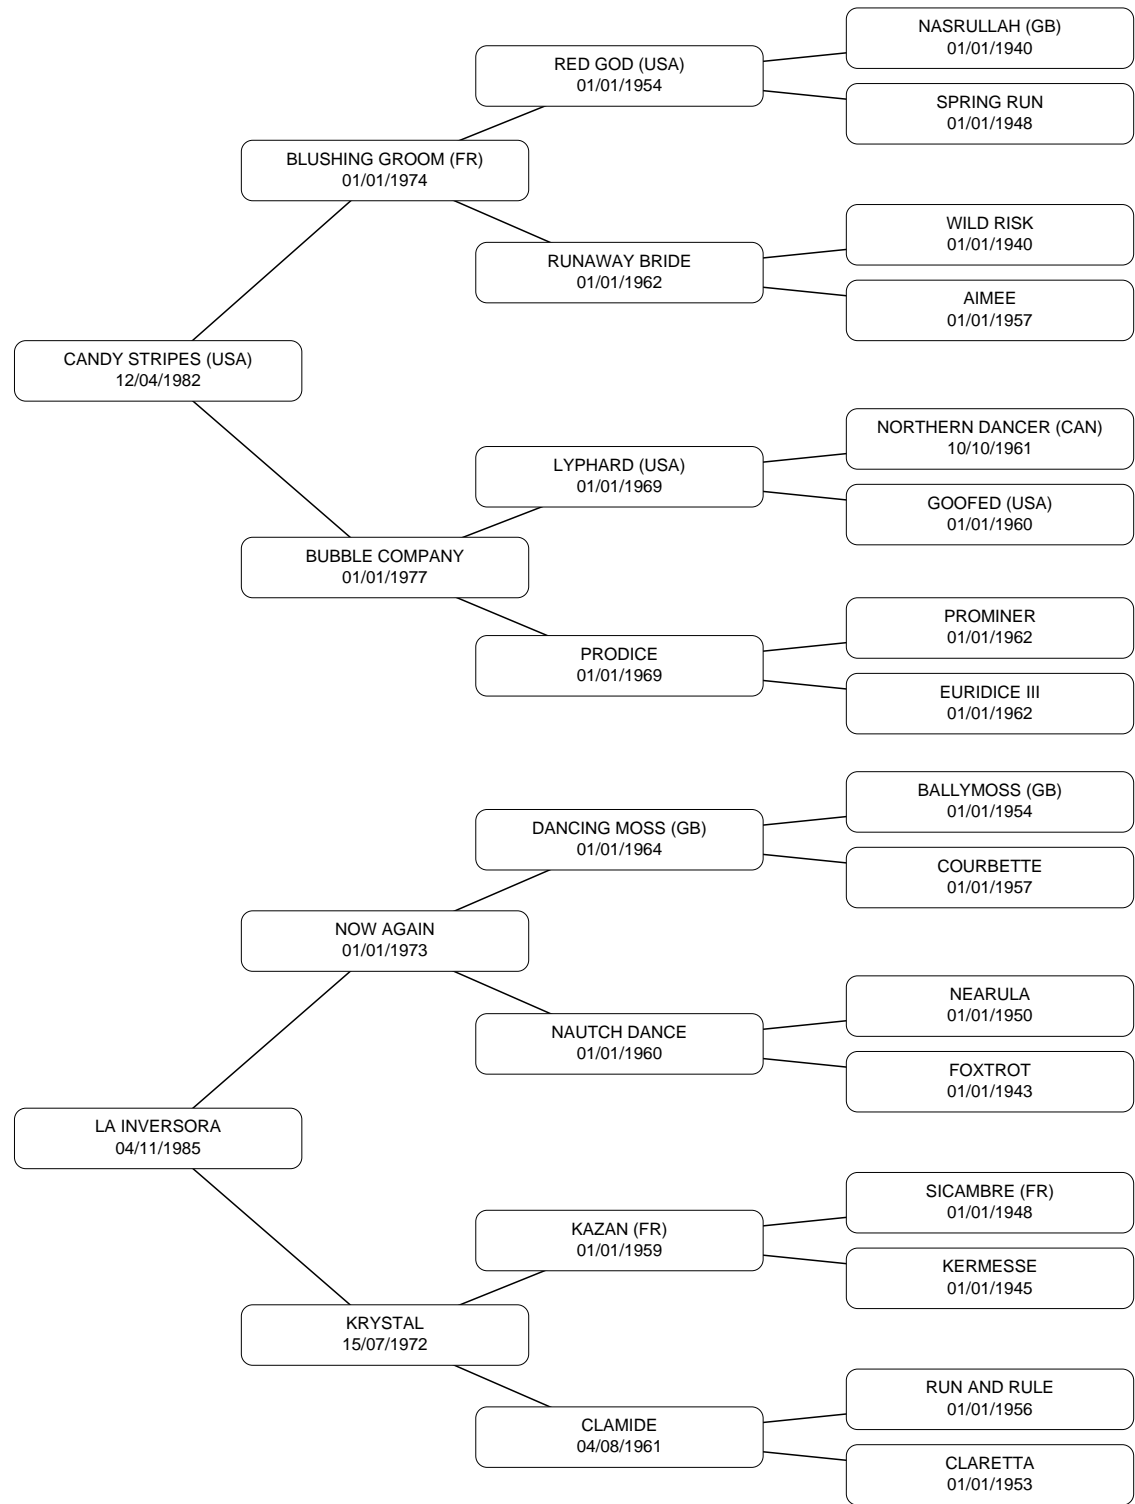 NASRULLAH (GB)
01/01/1940
RED GOD (USA)
01/01/1954
SPRING RUN
01/01/1948
BLUSHING GROOM (FR)
01/01/1974
WILD RISK
01/01/1940
RUNAWAY BRIDE
01/01/1962
AIMEE
01/01/1957
CANDY STRIPES (USA)
12/04/1982
NORTHERN DANCER (CAN)
10/10/1961
LYPHARD (USA)
01/01/1969
GOOFED (USA)
01/01/1960
BUBBLE COMPANY
01/01/1977
PROMINER
01/01/1962
PRODICE
01/01/1969
EURIDICE III
01/01/1962
BALLYMOSS (GB)
01/01/1954
DANCING MOSS (GB)
01/01/1964
COURBETTE
01/01/1957
NOW AGAIN
01/01/1973
NEARULA
01/01/1950
NAUTCH DANCE
01/01/1960
FOXTROT
01/01/1943
LA INVERSORA
04/11/1985
SICAMBRE (FR)
01/01/1948
KAZAN (FR)
01/01/1959
KERMESSE
01/01/1945
KRYSTAL
15/07/1972
RUN AND RULE
01/01/1956
CLAMIDE
04/08/1961
CLARETTA
01/01/1953